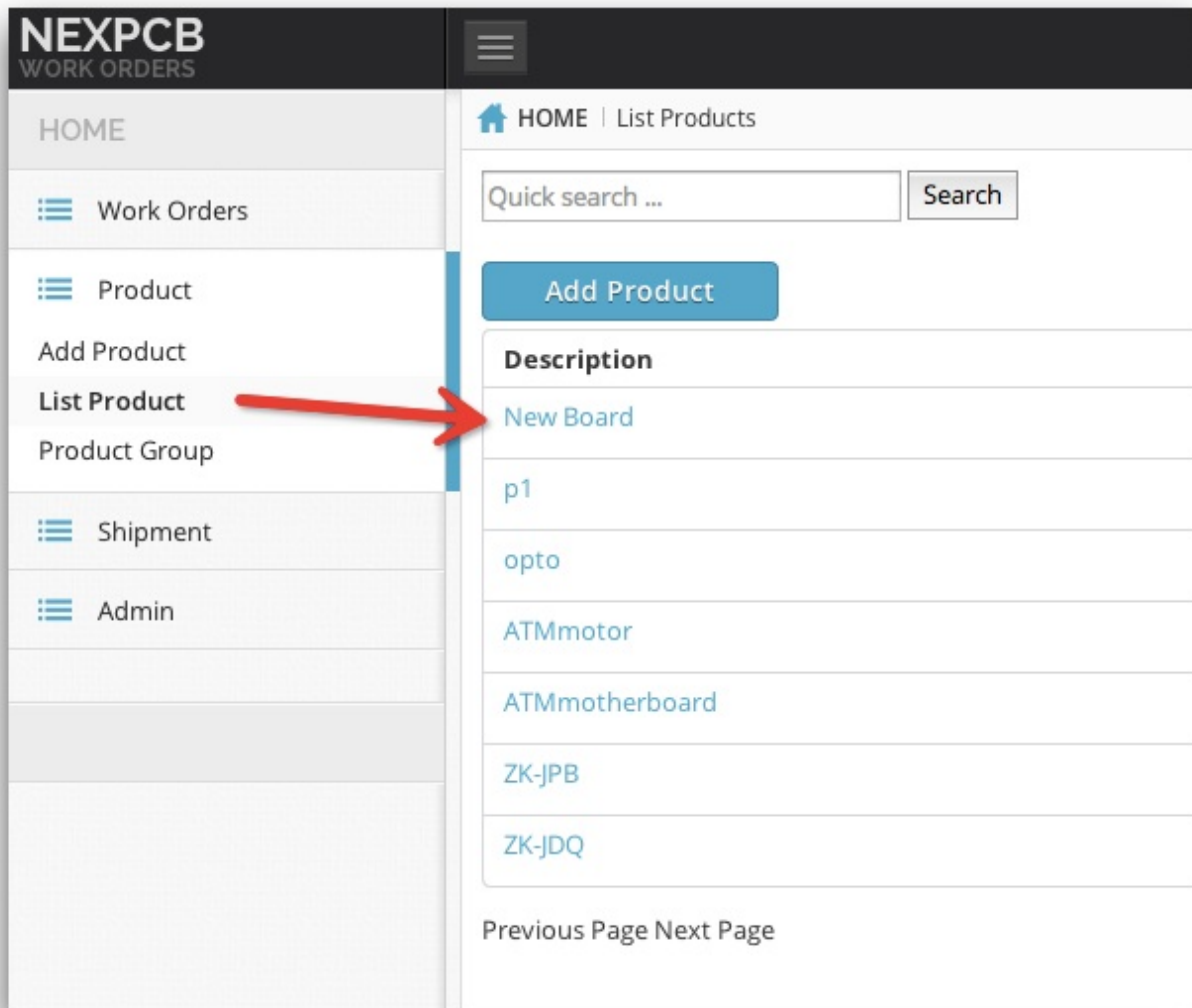 NEXPCB
WORK ORDERS
HOME
Work Orders
Product
Add Product
List Product
Product Group
Shipment
Admin
HOME | List Products
Quick search ...
Search
Add Product
Description
New Board
p1
opto
ATMmotor
ATMmotherboard
ZK-JPB
ZK-JDQ
Previous Page Next Page